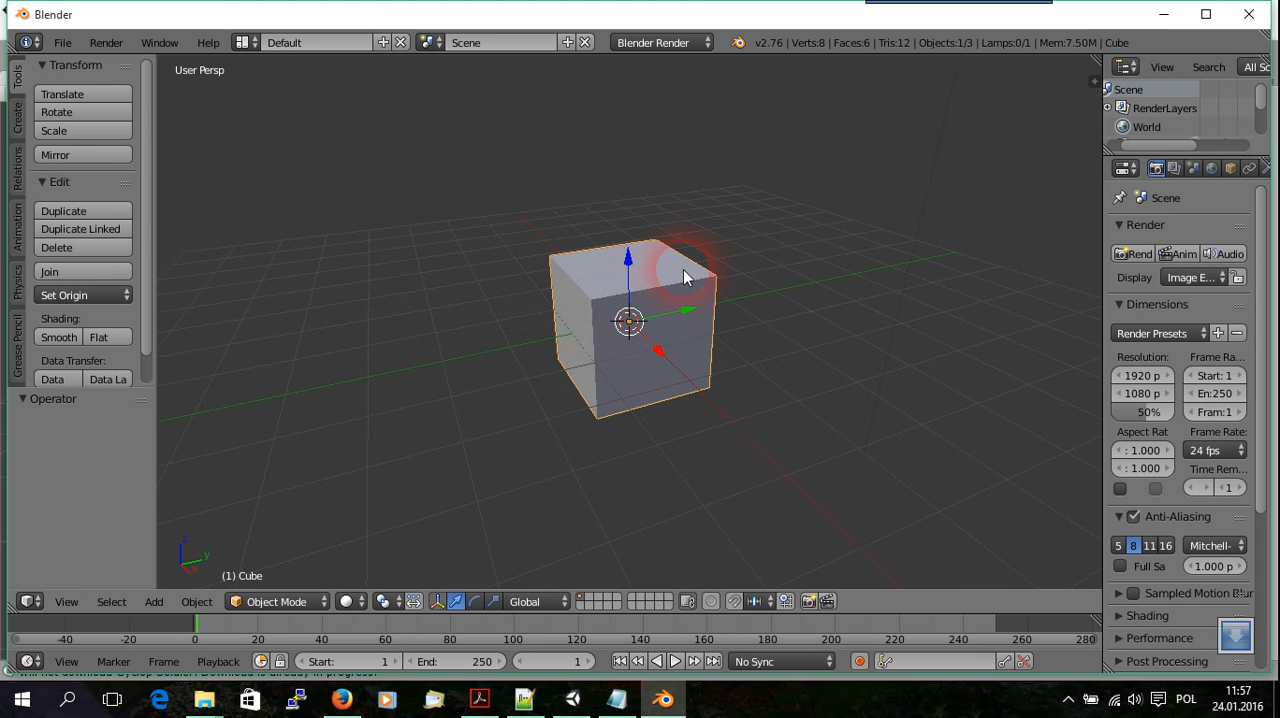 Blender
File Render Window Help Default Scene Blender Render v2.76 | Verts:8 | Faces:6 | Tris:12 | Objects:1/3 | Lamps:0/1 | Mem:7.50M | Cube
Tools
Create
Relations
Animation
Physics
Grease Pencil
Transform
Translate
Rotate
Scale
Mirror
Edit
Duplicate
Duplicate Linked
Delete
Join
Set Origin
Shading:
Smooth Flat
Data Transfer:
Data Data La
Operator
User Persp
z
y
(1) Cube
View Search All Sc
Scene
RenderLayers
World
Scene
Render
Rend Anim Audio
Display Image E...
Dimensions
Render Presets
Resolution: Frame Ra...
1920 p Start: 1
1080 p En:250
50% Fram:1
Aspect Rat Frame Rate:
: 1.000 24 fps
: 1.000 Time Rem...
1
Anti-Aliasing
5 8 11 16 Mitchell-
Full Sa 1.000 p
Sampled Motion Blur
Shading
Performance
Post Processing
View Select Add Object Object Mode Global
-40 -20 0 20 40 60 80 100 120 140 160 180 200 220 240 260 280
View Marker Frame Playback Start: 1 End: 250 1 No Sync
POL
11:57
24.01.2016